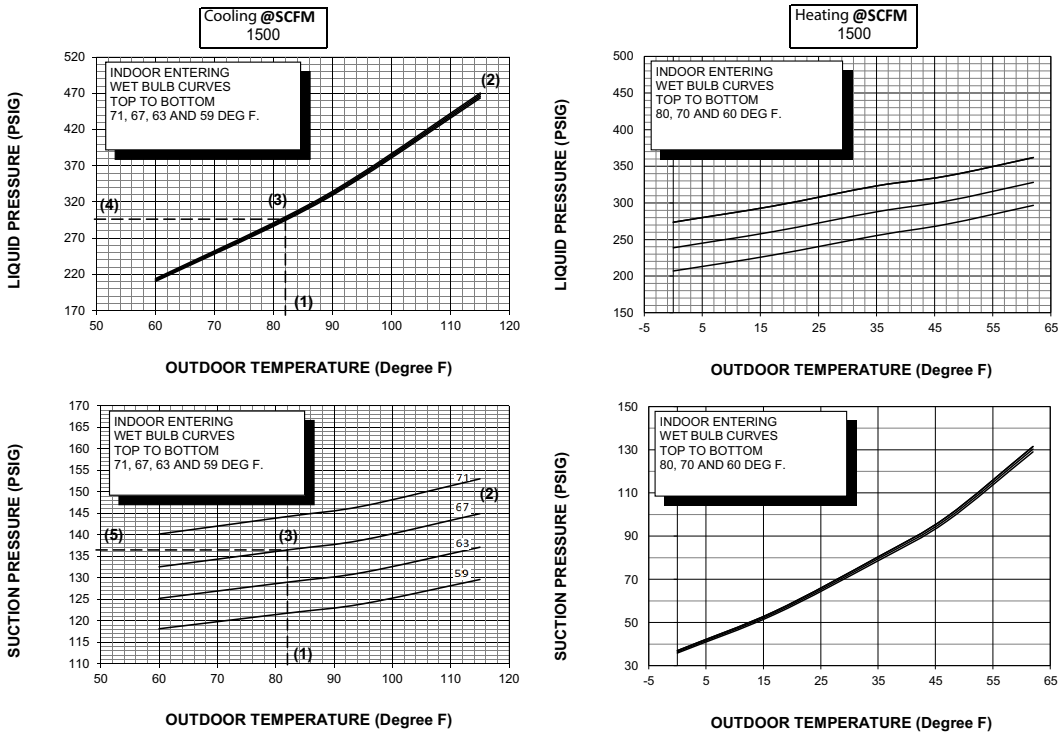 Cooling @SCFM
1500
LIQUID PRESSURE (PSIG)
520
470
420
370
320
270
220
170
INDOOR ENTERING
WET BULB CURVES
TOP TO BOTTOM
71, 67, 63 AND 59 DEG F.
(2)
(3)
(4)
(1)
50 60 70 80 90 100 110 120
OUTDOOR TEMPERATURE (Degree F)
Heating @SCFM
1500
LIQUID PRESSURE (PSIG)
500
450
400
350
300
250
200
150
INDOOR ENTERING
WET BULB CURVES
TOP TO BOTTOM
80, 70 AND 60 DEG F.
-5 5 15 25 35 45 55 65
OUTDOOR TEMPERATURE (Degree F)
SUCTION PRESSURE (PSIG)
170
165
160
155
150
145
140
135
130
125
120
115
110
INDOOR ENTERING
WET BULB CURVES
TOP TO BOTTOM
71, 67, 63 AND 59 DEG F.
71
(2)
67
(5)
(3)
63
59
(1)
50 60 70 80 90 100 110 120
OUTDOOR TEMPERATURE (Degree F)
SUCTION PRESSURE (PSIG)
150
130
110
90
70
50
30
INDOOR ENTERING
WET BULB CURVES
TOP TO BOTTOM
80, 70 AND 60 DEG F.
-5 5 15 25 35 45 55 65
OUTDOOR TEMPERATURE (Degree F)